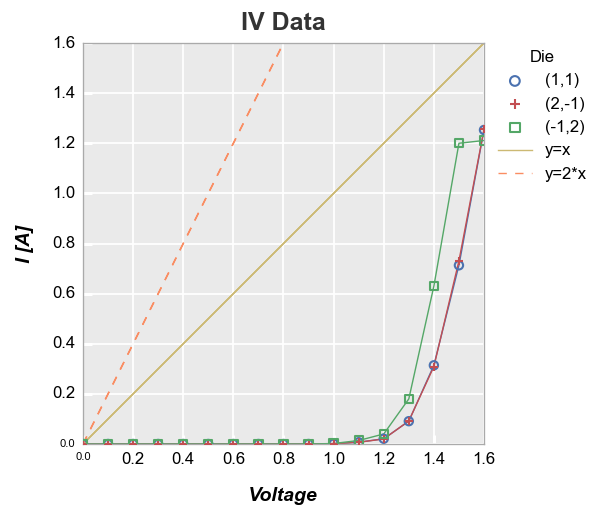 IV Data
1.6
1.4
1.2
1.0
0.8
0.6
0.4
0.2
0.0
I [A]
0.0 0.2 0.4 0.6 0.8 1.0 1.2 1.4 1.6
Voltage
Die
(1,1)
(2,-1)
(-1,2)
y=x
y=2*x